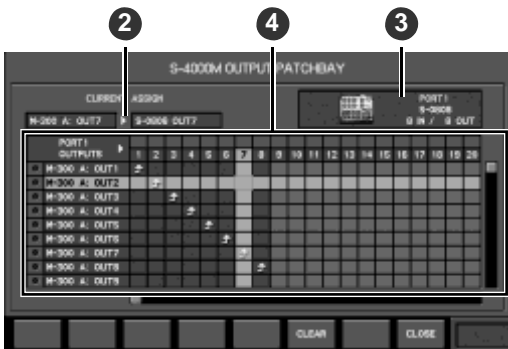 2 4 3
S-4000M OUTPUT PATCHBAY
CURRENT ASSIGN
M-300 A: OUT7 S-0808 OUT7
PORT1
S-0808
8 IN / 8 OUT
PORT1
OUTPUTS 1 2 3 4 5 6 7 8 9 10 11 12 13 14 15 16 17 18 19 20
M-300 A: OUT1
M-300 A: OUT2
M-300 A: OUT3
M-300 A: OUT4
M-300 A: OUT5
M-300 A: OUT6
M-300 A: OUT7
M-300 A: OUT8
M-300 A: OUT9
CLEAR CLOSE